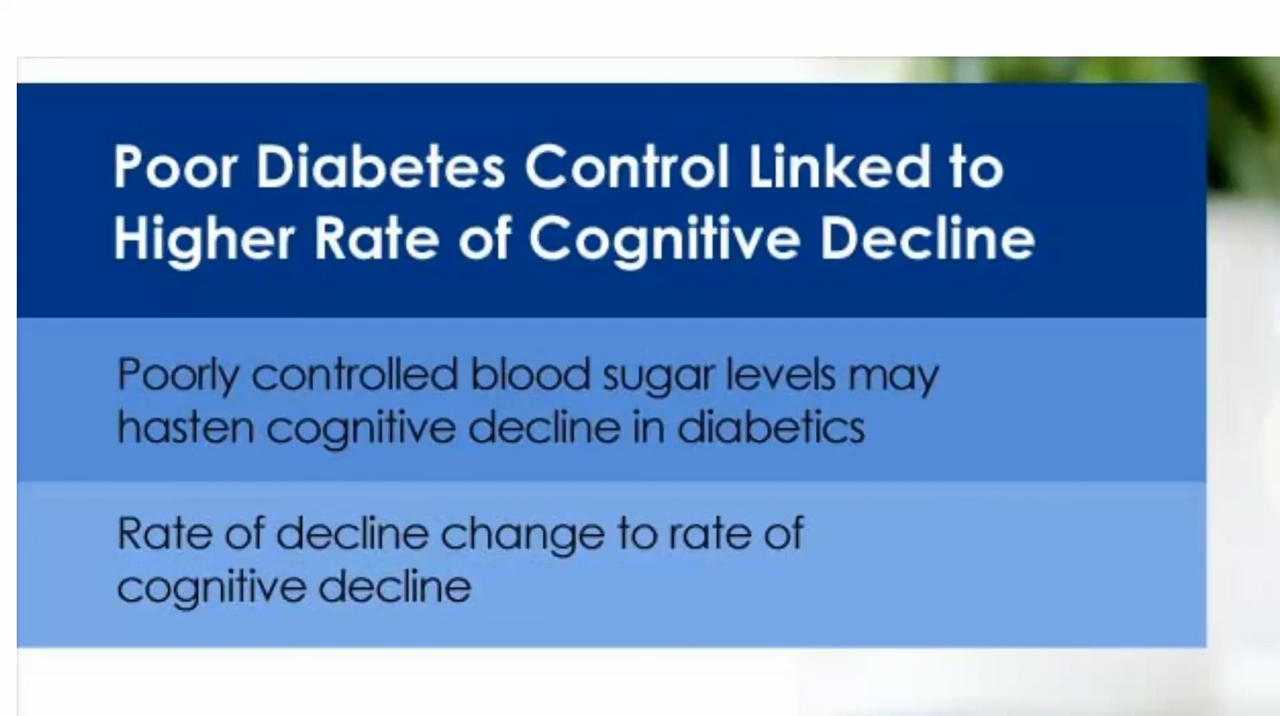 Poor Diabetes Control Linked to
Higher Rate of Cognitive Decline
Poorly controlled blood sugar levels may
hasten cognitive decline in diabetics
Rate of decline change to rate of
cognitive decline